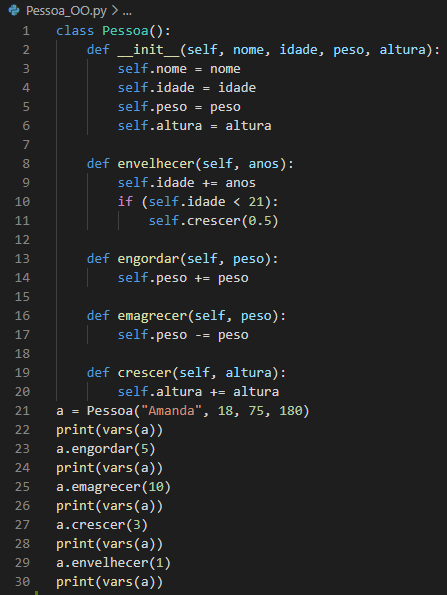 Pessoa_OO.py > ...
1 class Pessoa():
2     def __init__(self, nome, idade, peso, altura):
3         self.nome = nome
4         self.idade = idade
5         self.peso = peso
6         self.altura = altura
7
8     def envelhecer(self, anos):
9         self.idade += anos
10         if (self.idade < 21):
11             self.crescer(0.5)
12
13     def engordar(self, peso):
14         self.peso += peso
15
16     def emagrecer(self, peso):
17         self.peso -= peso
18
19     def crescer(self, altura):
20         self.altura += altura
21 a = Pessoa("Amanda", 18, 75, 180)
22 print(vars(a))
23 a.engordar(5)
24 print(vars(a))
25 a.emagrecer(10)
26 print(vars(a))
27 a.crescer(3)
28 print(vars(a))
29 a.envelhecer(1)
30 print(vars(a))